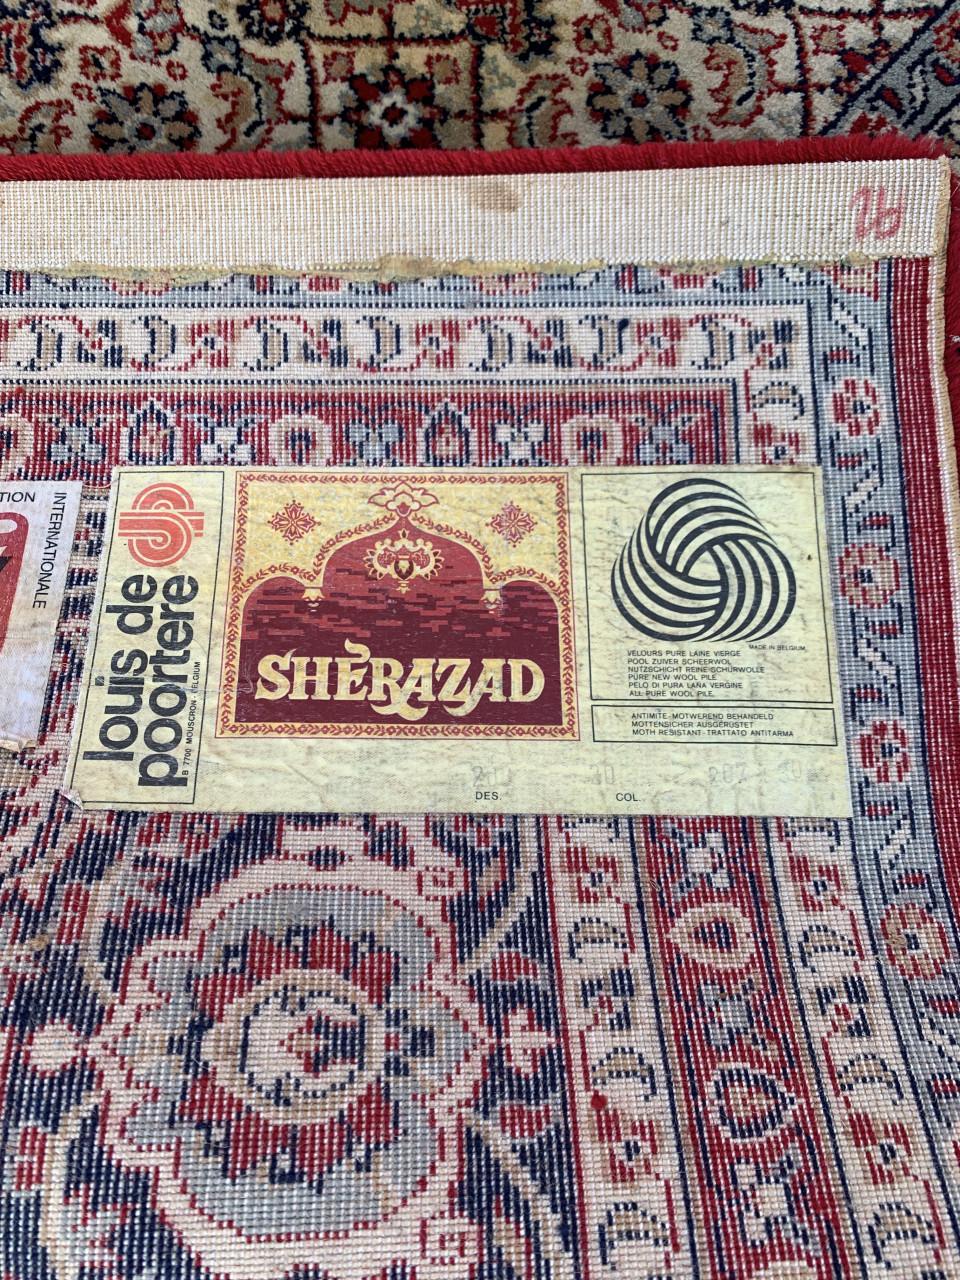 TION
INTERNATIONALE
louis de
poortere
B 7700 MOUSCRON BELGIUM
SHÉRAZAD
MADE IN BELGIUM
VELOURS PURE LAINE VIERGE
POOL ZUIVER SCHEERWOL
NUTZSCHICHT REINE SCHURWOLLE
PURE NEW WOOL PILE
PELO DI PURA LANA VERGINE
ALL PURE WOOL PILE
ANTIMITE-MOTWEREND BEHANDELD
MOTTENSICHER AUSGERÜSTET
MOTH RESISTANT-TRATTATO ANTITARMA
DES.
COL.